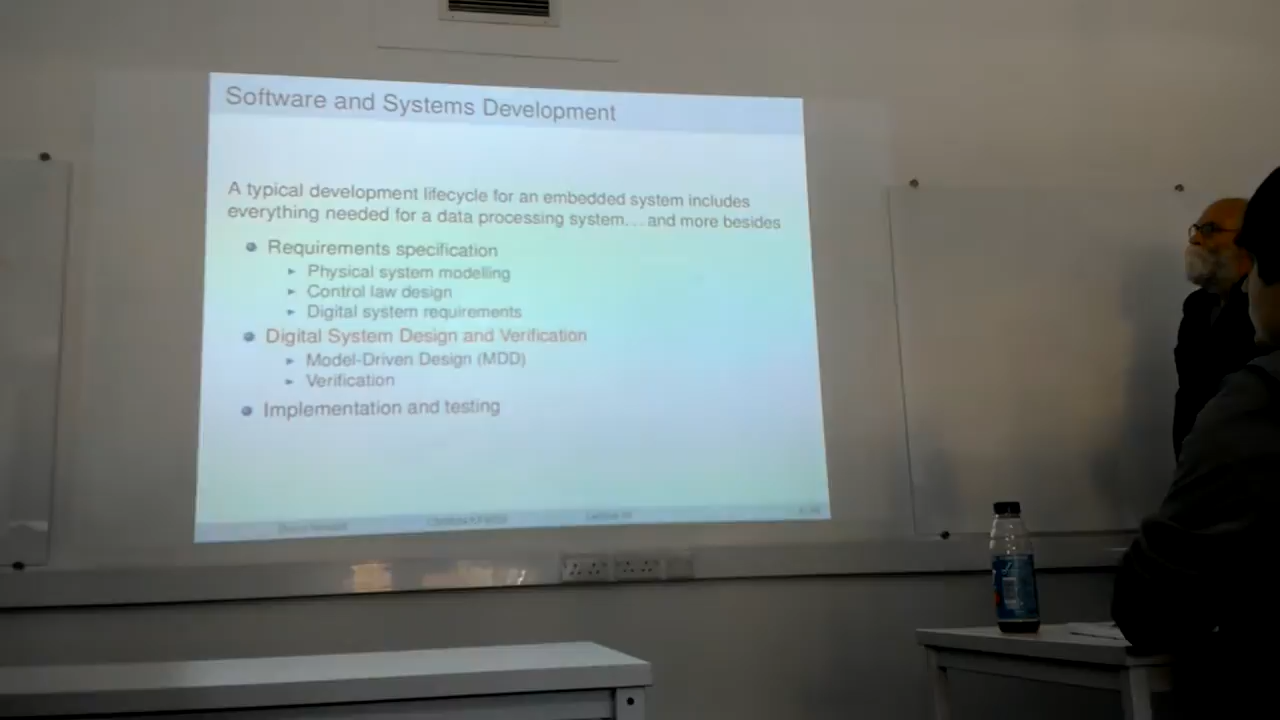 Software and Systems Development
A typical development lifecycle for an embedded system includes
everything needed for a data processing system... and more besides
Requirements specification
Physical system modelling
Control law design
Digital system requirements
Digital System Design and Verification
Model-Driven Design (MDD)
Verification
Implementation and testing